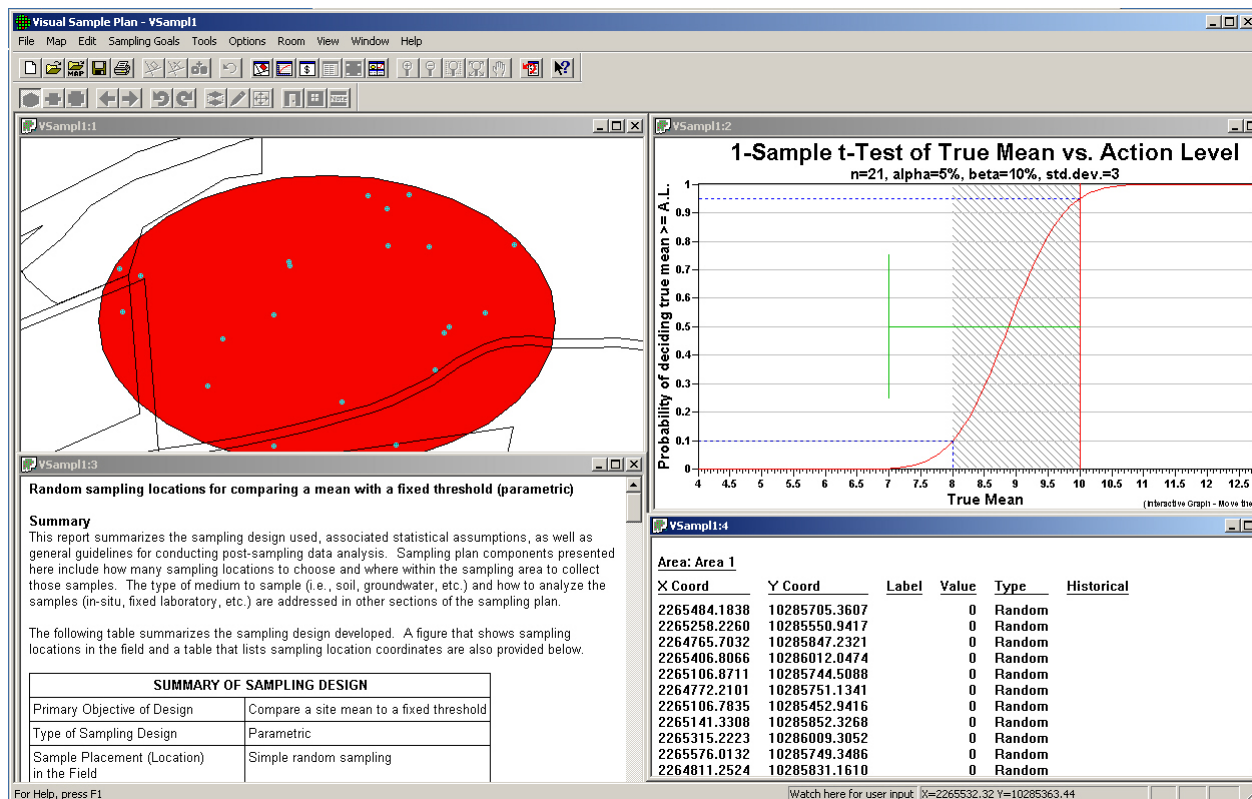 Visual Sample Plan - VSampl1
File Map Edit Sampling Goals Tools Options Room View Window Help
MAP
$
Note
VSampl1:1
VSampl1:2
1-Sample t-Test of True Mean vs. Action Level
n=21, alpha=5%, beta=10%, std.dev.=3
Probability of deciding true mean >= A.L.
1
0.9
0.8
0.7
0.6
0.5
0.4
0.3
0.2
0.1
0
4 4.5 5 5.5 6 6.5 7 7.5 8 8.5 9 9.5 10 10.5 11 11.5 12 12.5
True Mean
(Interactive Graph - Move the
VSampl1:3
Random sampling locations for comparing a mean with a fixed threshold (parametric)
Summary
This report summarizes the sampling design used, associated statistical assumptions, as well as
general guidelines for conducting post-sampling data analysis. Sampling plan components presented
here include how many sampling locations to choose and where within the sampling area to collect
those samples. The type of medium to sample (i.e., soil, groundwater, etc.) and how to analyze the
samples (in-situ, fixed laboratory, etc.) are addressed in other sections of the sampling plan.
The following table summarizes the sampling design developed. A figure that shows sampling
locations in the field and a table that lists sampling location coordinates are also provided below.
SUMMARY OF SAMPLING DESIGN
Primary Objective of Design Compare a site mean to a fixed threshold
Type of Sampling Design Parametric
Sample Placement (Location) Simple random sampling
in the Field
VSampl1:4
Area: Area 1
X Coord Y Coord Label Value Type Historical
2265484.1838 10285705.3607 0 Random
2265258.2260 10285550.9417 0 Random
2264765.7032 10285847.2321 0 Random
2265406.8066 10286012.0474 0 Random
2265106.8711 10285744.5088 0 Random
2264772.2101 10285751.1341 0 Random
2265106.7835 10285452.9416 0 Random
2265141.3308 10285852.3268 0 Random
2265315.2223 10286009.3052 0 Random
2265576.0132 10285749.3486 0 Random
2264811.2524 10285831.1610 0 Random
For Help, press F1
Watch here for user input X=2265532.32 Y=10285363.44